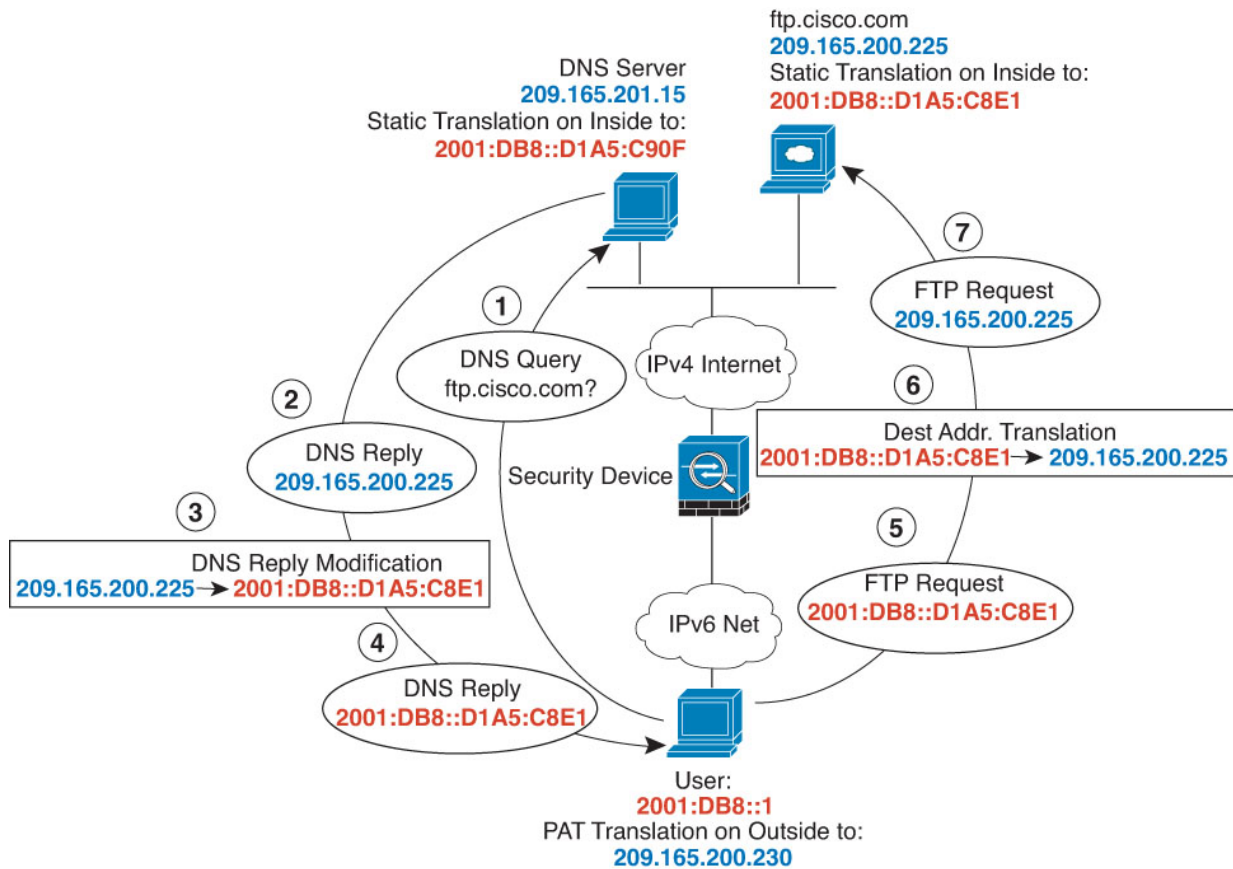 ftp.cisco.com
209.165.200.225
Static Translation on Inside to:
2001:DB8::D1A5:C8E1
DNS Server
209.165.201.15
Static Translation on Inside to:
2001:DB8::D1A5:C90F
7
FTP Request
209.165.200.225
1
DNS Query
ftp.cisco.com?
IPv4 Internet
2
DNS Reply
209.165.200.225
6
Dest Addr. Translation
2001:DB8::D1A5:C8E1 → 209.165.200.225
Security Device
3
DNS Reply Modification
209.165.200.225 → 2001:DB8::D1A5:C8E1
5
FTP Request
2001:DB8::D1A5:C8E1
IPv6 Net
4
DNS Reply
2001:DB8::D1A5:C8E1
User:
2001:DB8::1
PAT Translation on Outside to:
209.165.200.230